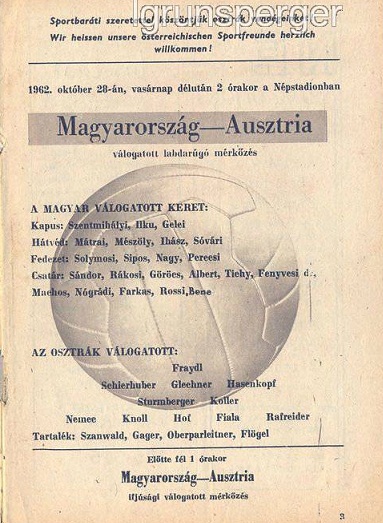 lgrunsperger
Sportbaráti szeretettel köszöntjük osztrák vendégeinket!
Wir heissen unsere österreichischen Sportfreunde herzlich
willkommen!
1962. október 28-án, vasárnap délután 2 órakor a Népstadionban
Magyarország—Ausztria
válogatott labdarúgó mérkőzés
A MAGYAR VÁLOGATOTT KERET:
Kapus: Szentmihályi, Ilku, Gelei
Hátvéd: Mátrai, Mészöly, Ihász, Sóvári
Fedezet: Solymosi, Sipos, Nagy, Perecsi
Csatár: Sándor, Rákosi, Göröcs, Albert, Tichy, Fenyvesi dr.,
Machos, Nógrádi, Farkas, Rossi, Bene
AZ OSZTRÁK VÁLOGATOTT:
Fraydl
Schierhuber Glechner Hasenkopf
Sturmberger Koller
Nemec Knoll Hof Fiala Rafreider
Tartalék: Szanwald, Gager, Oberparleitner, Flögel
Előtte fél 1 órakor
Magyarország—Ausztria
ifjúsági válogatott mérkőzés
3